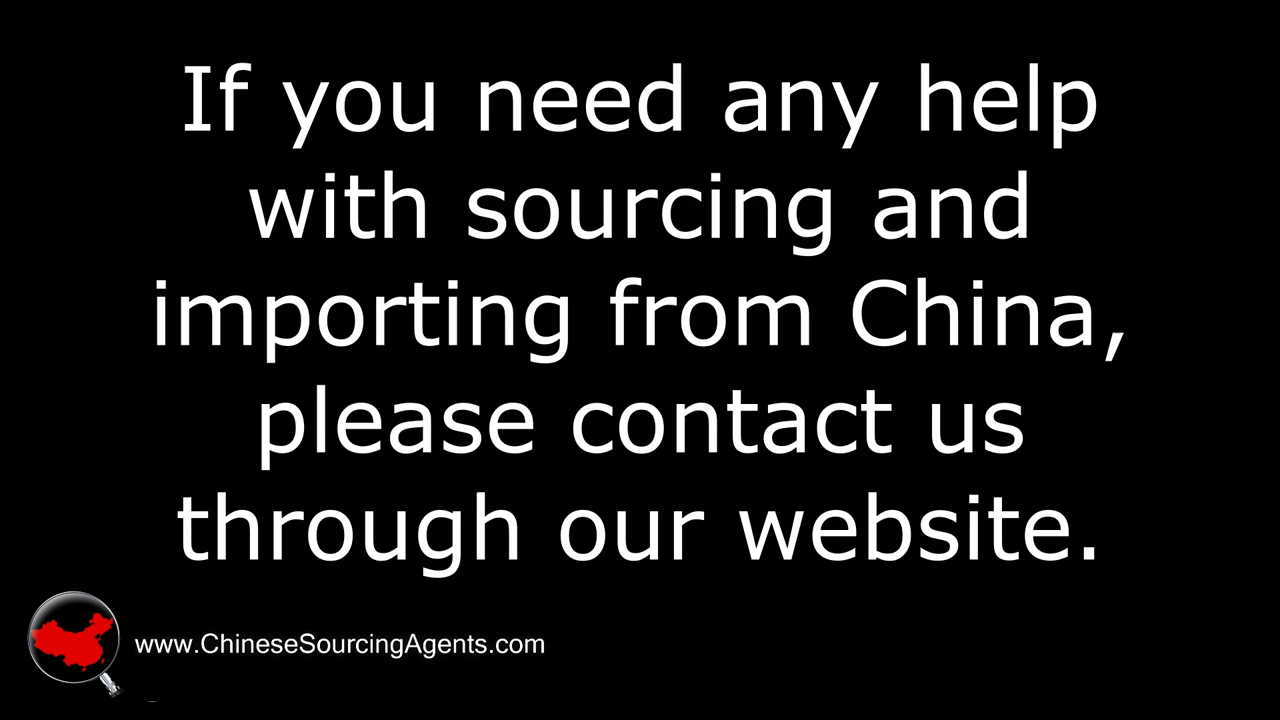 If you need any help
with sourcing and
importing from China,
please contact us
through our website.
www.ChineseSourcingAgents.com